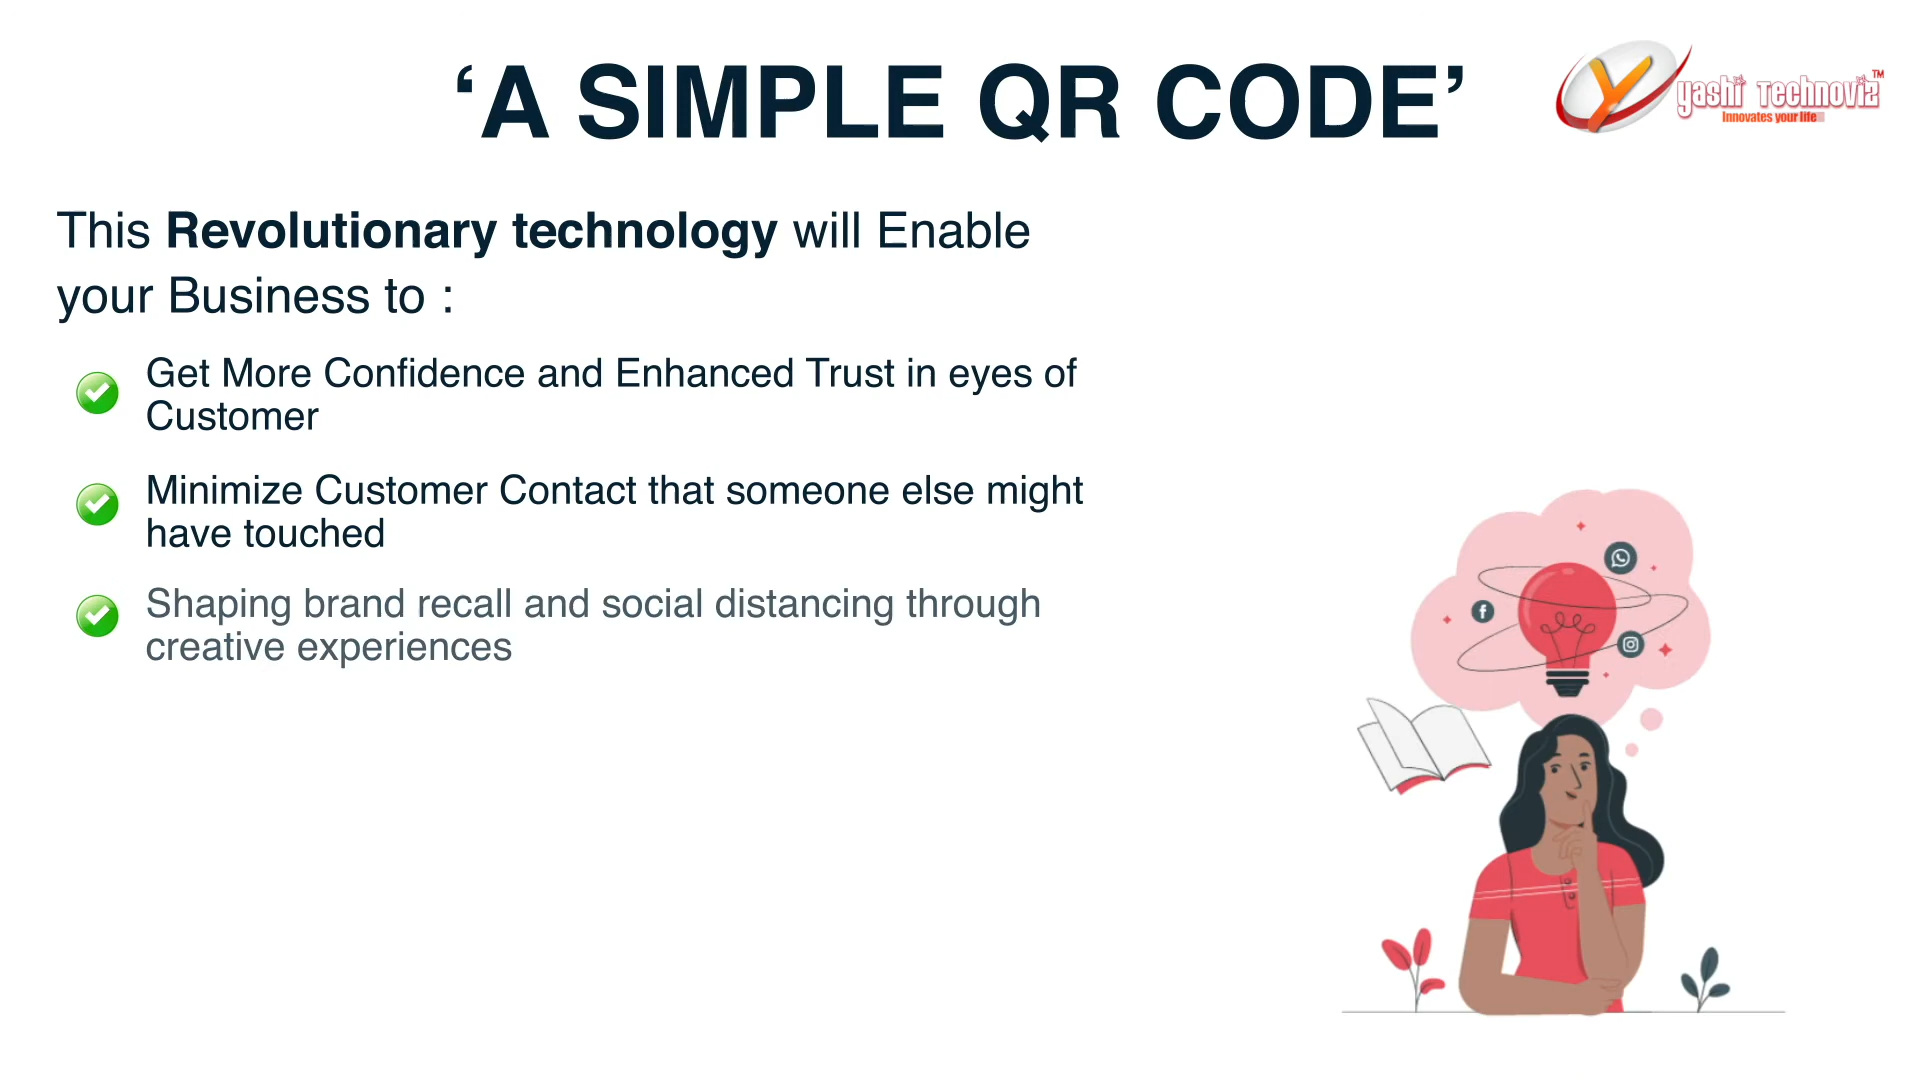 ‘A SIMPLE QR CODE’
yashi Technoviz™
Innovates your life
This Revolutionary technology will Enable
your Business to :
Get More Confidence and Enhanced Trust in eyes of
Customer
Minimize Customer Contact that someone else might
have touched
Shaping brand recall and social distancing through
creative experiences